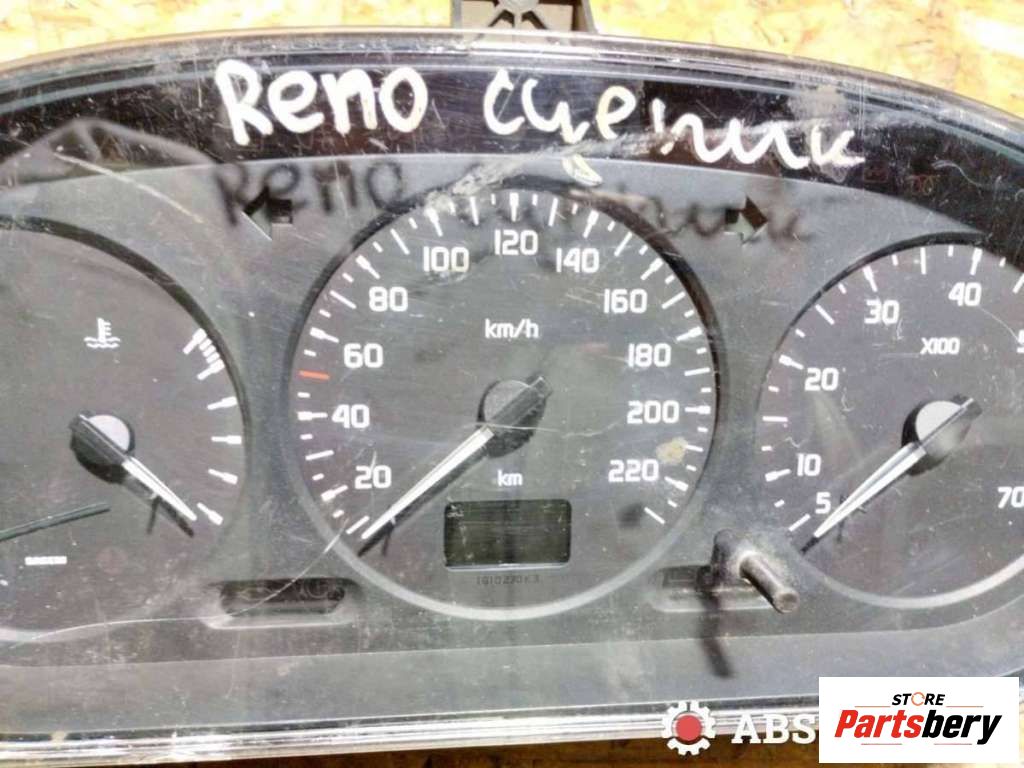 Reno Сценик
100 120 140
80 160
km/h
60 180
40 200
20 km 220
30 40
X100
20
10
5 70
STORE
Partsbery
ABS